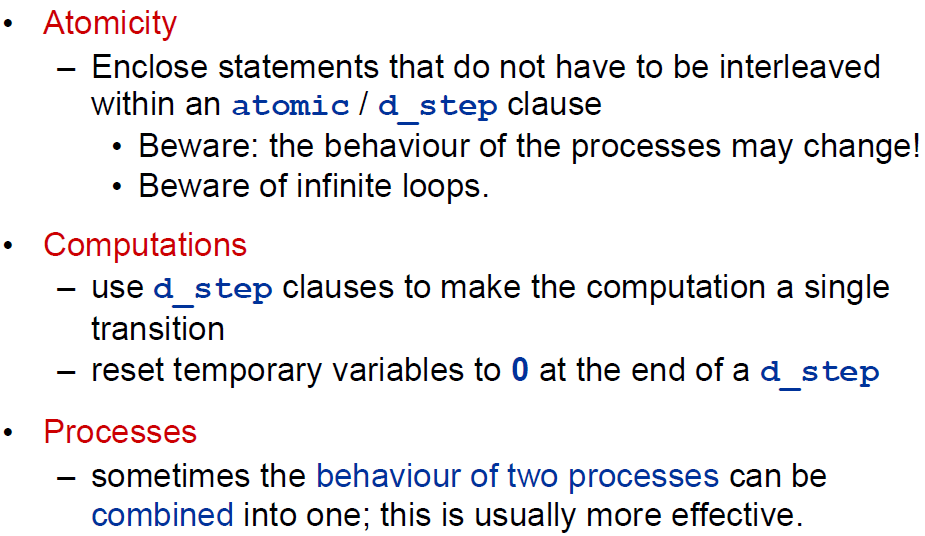 • Atomicity
– Enclose statements that do not have to be interleaved
within an atomic / d_step clause
• Beware: the behaviour of the processes may change!
• Beware of infinite loops.
• Computations
– use d_step clauses to make the computation a single
transition
– reset temporary variables to 0 at the end of a d_step
• Processes
– sometimes the behaviour of two processes can be
combined into one; this is usually more effective.